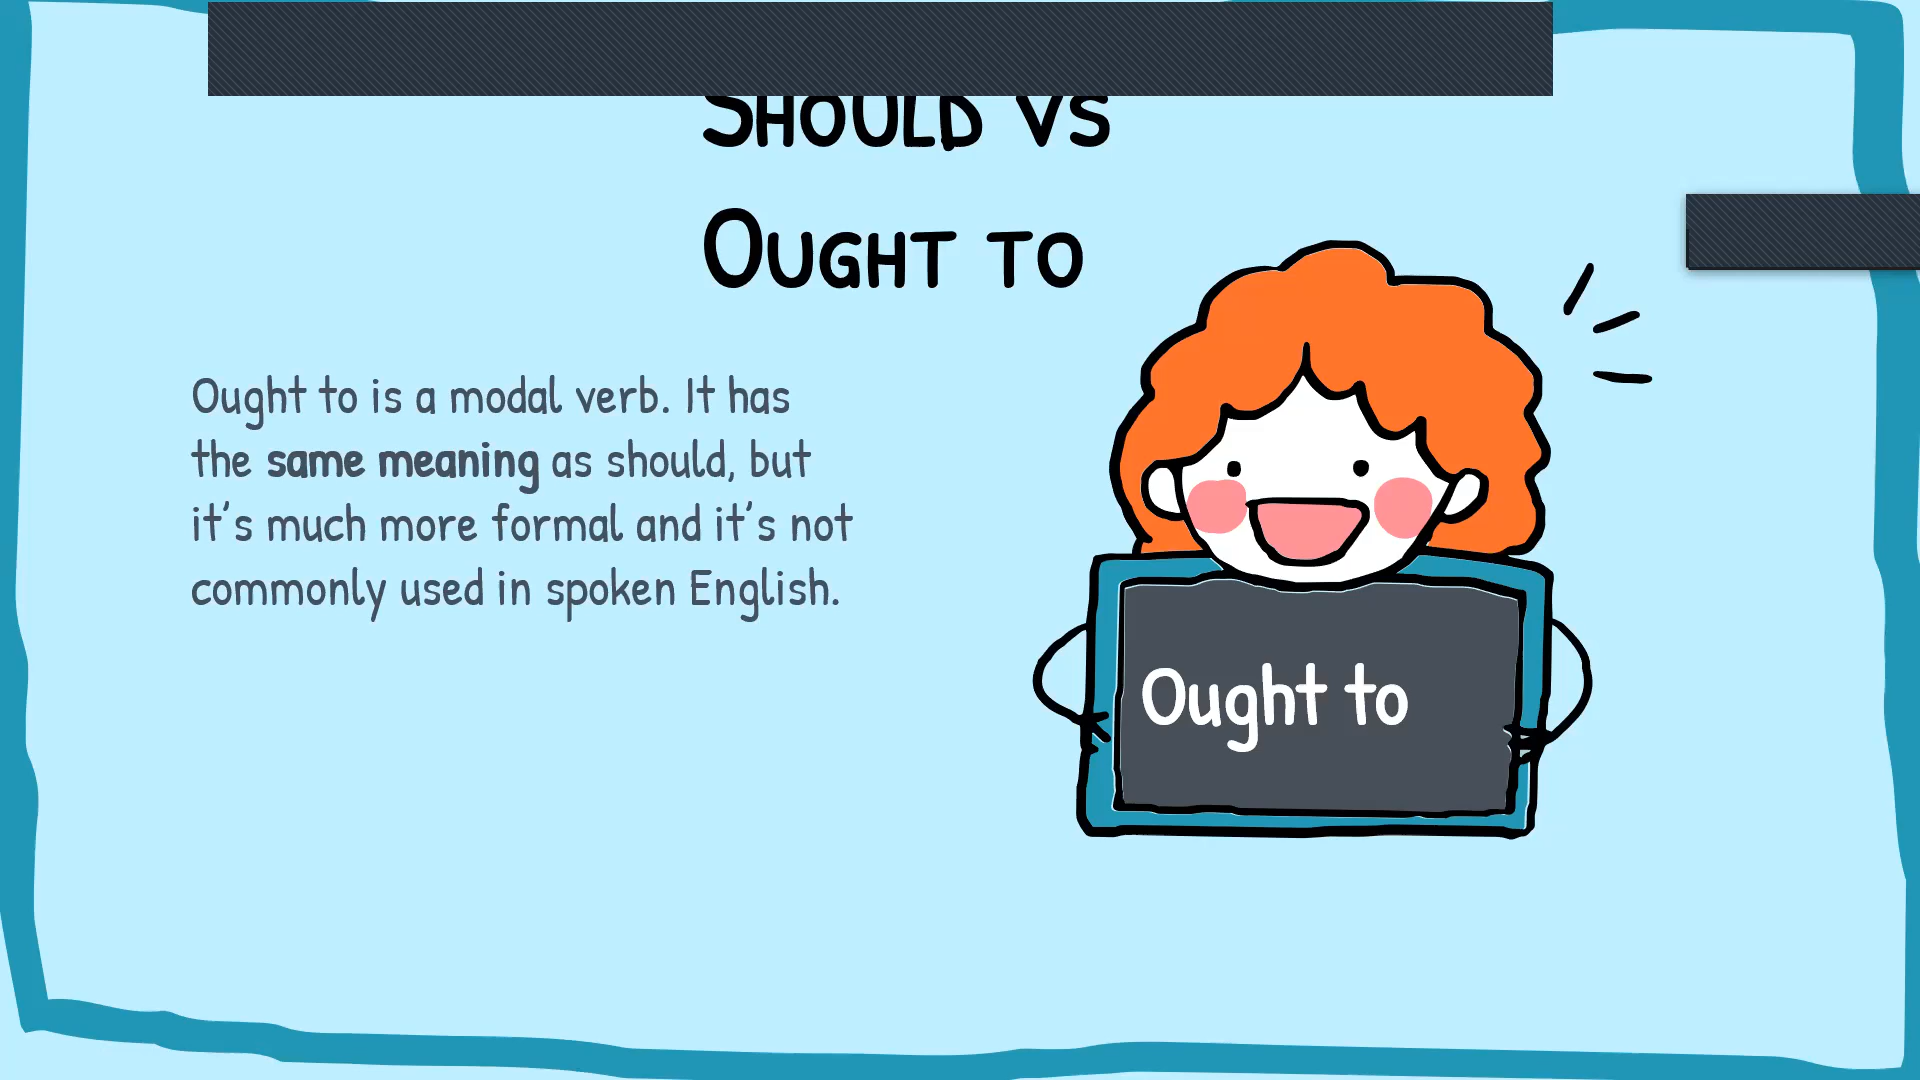 Should vs
Ought to
Ought to is a modal verb. It has
the same meaning as should, but
it's much more formal and it's not
commonly used in spoken English.
Ought to